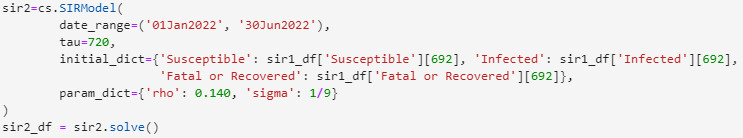 sir2=cs.SIRModel(
        date_range=('01Jan2022', '30Jun2022'),
        tau=720,
        initial_dict={'Susceptible': sir1_df['Susceptible'][692], 'Infected': sir1_df['Infected'][692],
                      'Fatal or Recovered': sir1_df['Fatal or Recovered'][692]},
        param_dict={'rho': 0.140, 'sigma': 1/9}
)
sir2_df = sir2.solve()